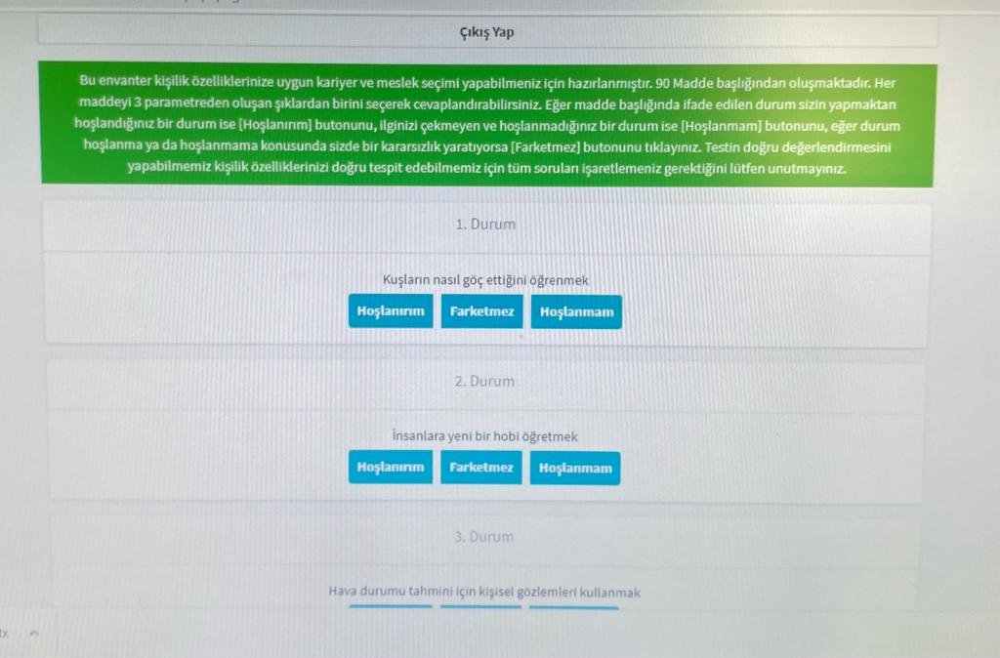 Çıkış Yap
Bu envanter kişilik özelliklerinize uygun kariyer ve meslek seçimi yapabilmeniz için hazırlanmıştır. 90 Madde başlığından oluşmaktadır. Her
maddeyi 3 parametreden oluşan şıklardan birini seçerek cevaplandırabilirsiniz. Eğer madde başlığında ifade edilen durum sizin yapmaktan
hoşlandığınız bir durum ise [Hoşlanırım] butonunu, ilginizi çekmeyen ve hoşlanmadığınız bir durum ise [Hoşlanmam] butonunu, eğer durum
hoşlanma ya da hoşlanmama konusunda sizde bir kararsızlık yaratıyorsa [Farketmez] butonunu tıklayınız. Testin doğru değerlendirmesini
yapabilmemiz kişilik özelliklerinizi doğru tespit edebilmemiz için tüm soruları işaretlemeniz gerektiğini lütfen unutmayınız.
1. Durum
Kuşların nasıl göç ettiğini öğrenmek
Hoşlanırım Farketmez Hoşlanmam
2. Durum
İnsanlara yeni bir hobi öğretmek
Hoşlanırım Farketmez Hoşlanmam
3. Durum
Hava durumu tahmini için kişisel gözlemleri kullanmak